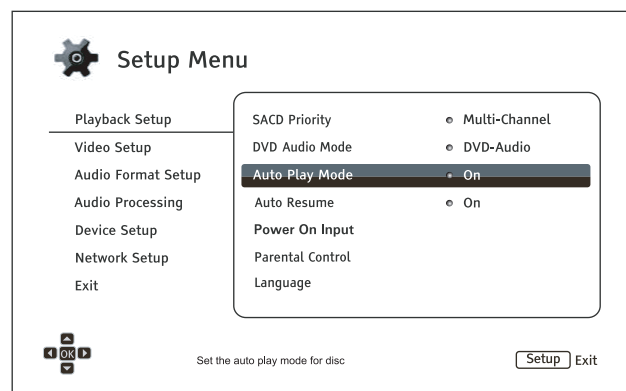 Setup Menu
Playback Setup
Video Setup
Audio Format Setup
Audio Processing
Device Setup
Network Setup
Exit
SACD Priority Multi-Channel
DVD Audio Mode DVD-Audio
Auto Play Mode On
Auto Resume On
Power On Input
Parental Control
Language
OK
Set the auto play mode for disc
Setup Exit